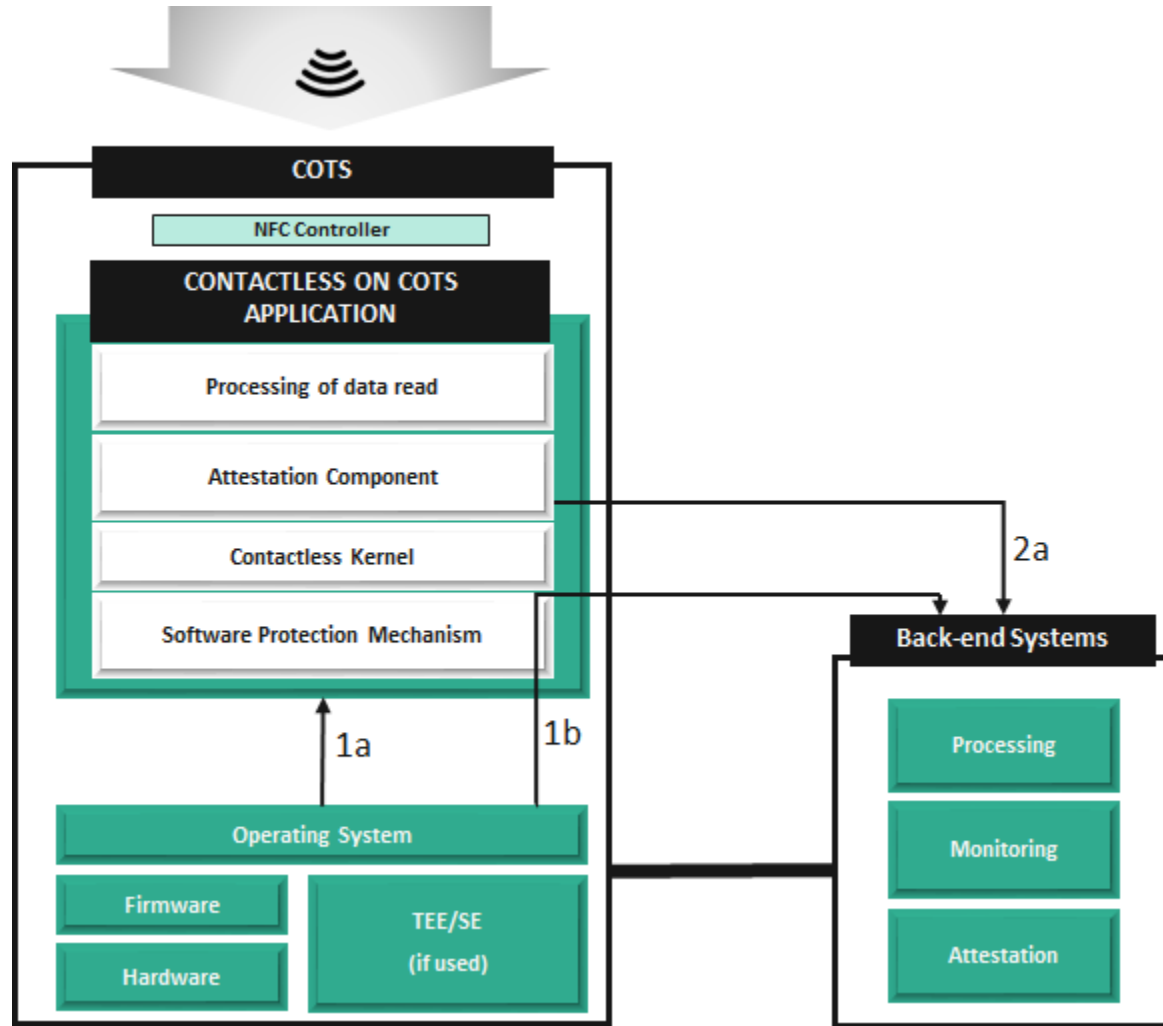 COTS
NFC Controller
CONTACTLESS ON COTS
APPLICATION
Processing of data read
Attestation Component
Contactless Kernel
Software Protection Mechanism
1a
1b
2a
Operating System
Firmware
Hardware
TEE/SE
(if used)
Back-end Systems
Processing
Monitoring
Attestation